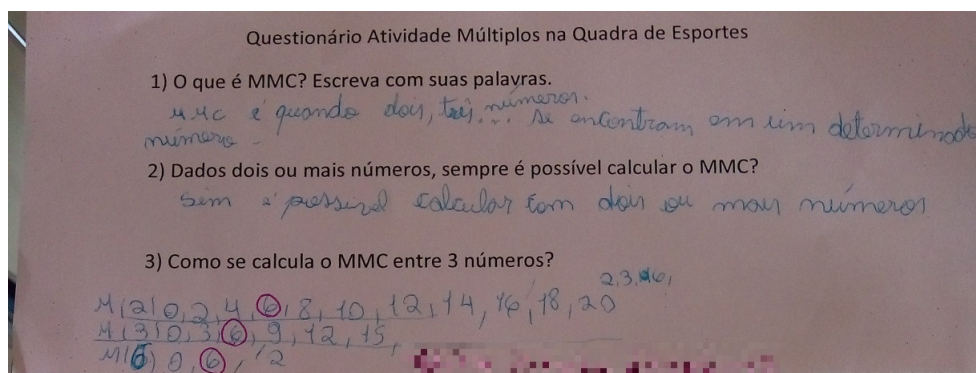 Questionário Atividade Múltiplos na Quadra de Esportes
1) O que é MMC? Escreva com suas palavras.
MMC é quando dois, três... números. se encontram em um determinado
número.
2) Dados dois ou mais números, sempre é possível calcular o MMC?
Sim é possivel calcular com dois ou mais números
3) Como se calcula o MMC entre 3 números?
2,3,6,
M(2) 0, 2, 4, 6, 8, 10, 12, 14, 16, 18, 20
M(3) 0, 3, 6, 9, 12, 15,
M(6) 0, 6, 12